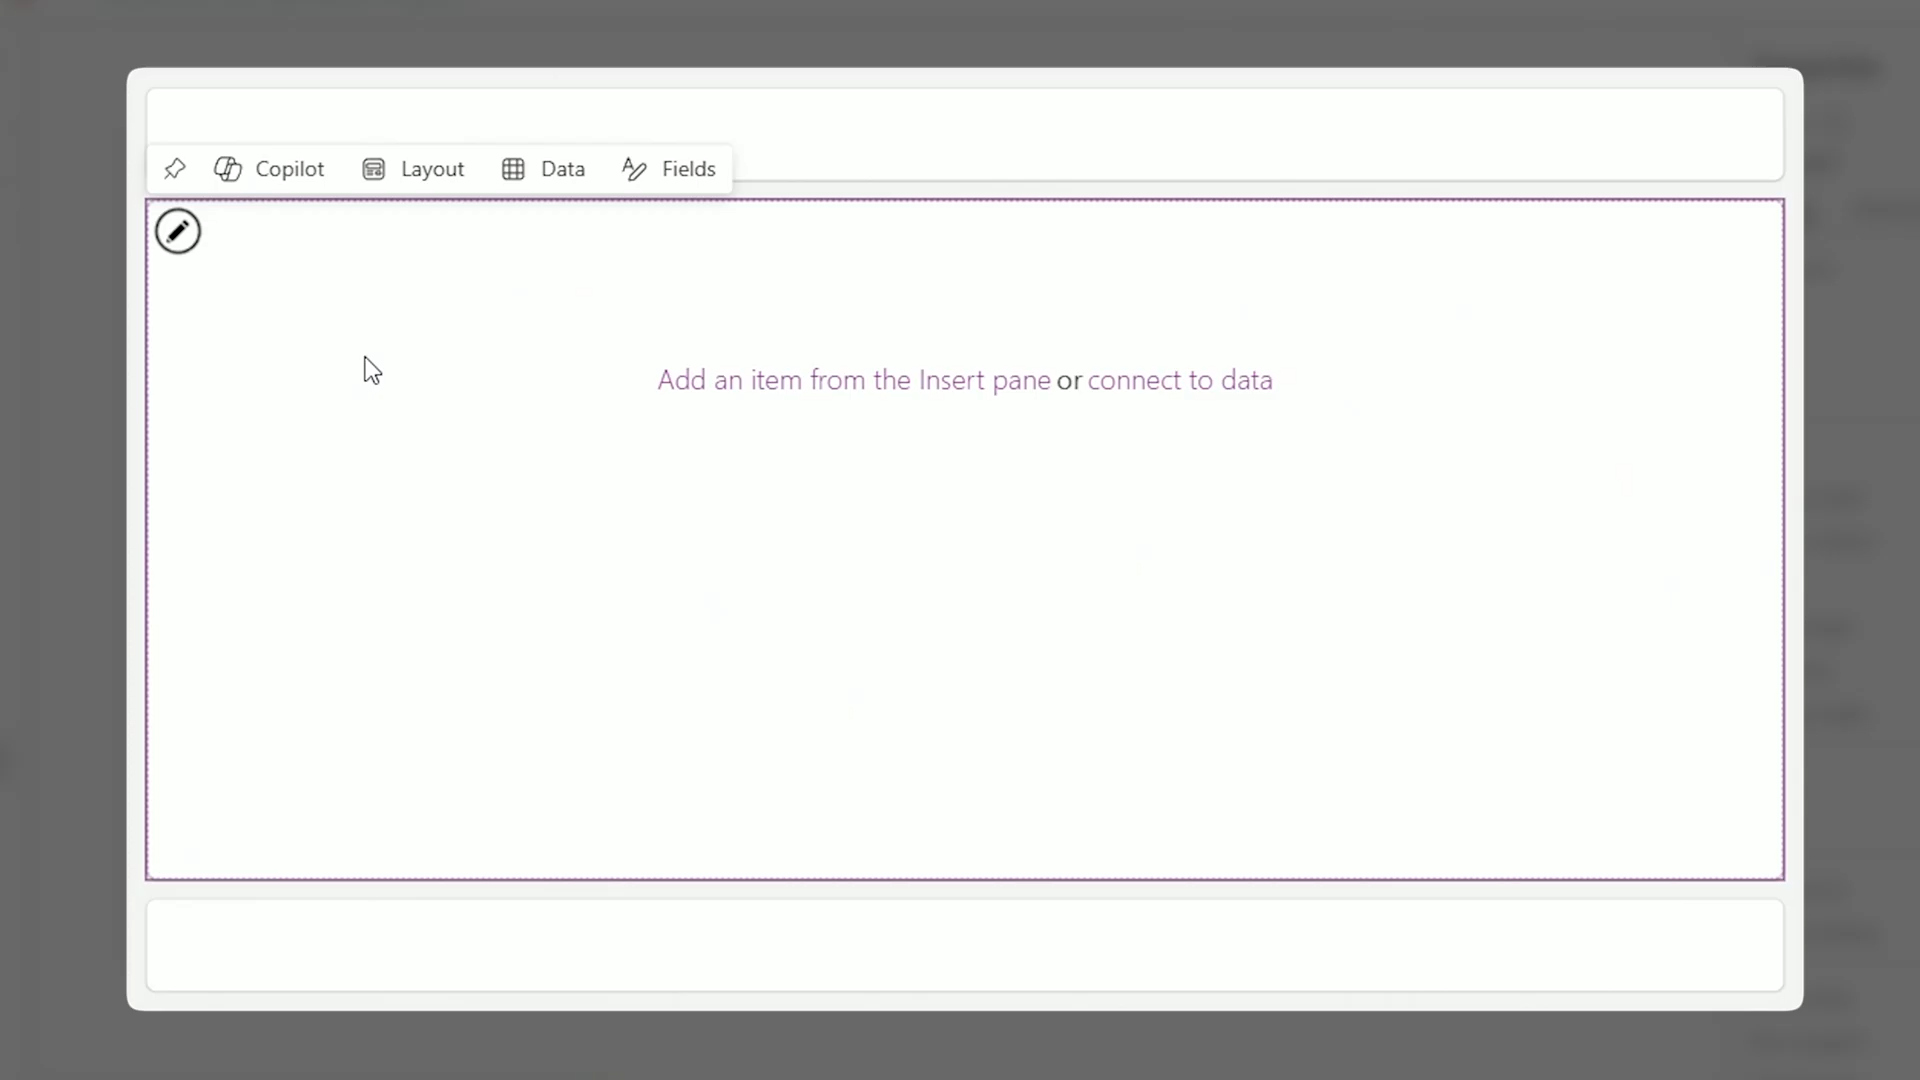 Copilot Layout Data Fields
Add an item from the Insert pane or connect to data